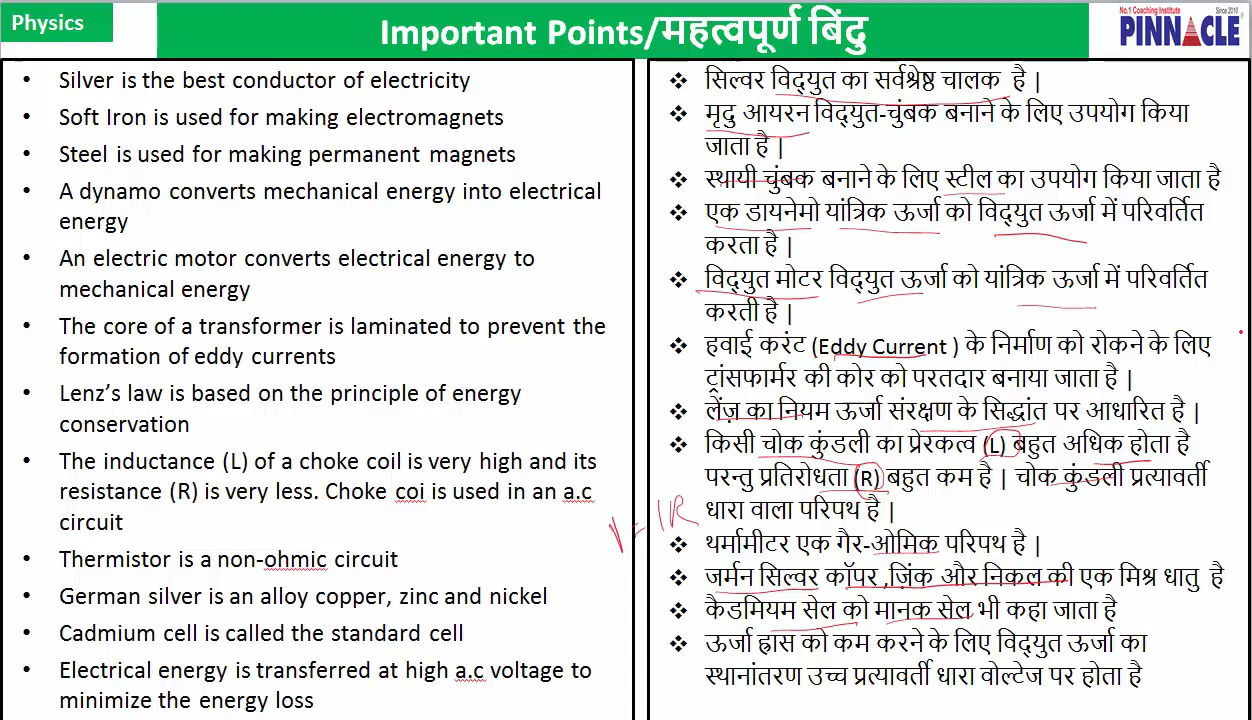 Physics
Important Points/महत्वपूर्ण बिंदु
No.1 Coaching Institute
Since 2010
PINNACLE
• Silver is the best conductor of electricity
• Soft Iron is used for making electromagnets
• Steel is used for making permanent magnets
• A dynamo converts mechanical energy into electrical
energy
• An electric motor converts electrical energy to
mechanical energy
• The core of a transformer is laminated to prevent the
formation of eddy currents
• Lenz’s law is based on the principle of energy
conservation
• The inductance (L) of a choke coil is very high and its
resistance (R) is very less. Choke coi is used in an a.c
circuit
• Thermistor is a non-ohmic circuit
• German silver is an alloy copper, zinc and nickel
• Cadmium cell is called the standard cell
• Electrical energy is transferred at high a.c voltage to
minimize the energy loss
❖ सिल्वर विद्युत का सर्वश्रेष्ठ चालक है |
❖ मृदु आयरन विद्युत-चुंबक बनाने के लिए उपयोग किया
जाता है |
❖ स्थायी चुंबक बनाने के लिए स्टील का उपयोग किया जाता है
❖ एक डायनेमो यांत्रिक ऊर्जा को विद्युत ऊर्जा में परिवर्तित
करता है |
❖ विद्युत मोटर विद्युत ऊर्जा को यांत्रिक ऊर्जा में परिवर्तित
करती है |
❖ हवाई करंट (Eddy Current ) के निर्माण को रोकने के लिए
ट्रांसफार्मर की कोर को परतदार बनाया जाता है |
❖ लेंज़ का नियम ऊर्जा संरक्षण के सिद्धांत पर आधारित है |
❖ किसी चोक कुंडली का प्रेरकत्व (L) बहुत अधिक होता है
परन्तु प्रतिरोधता (R) बहुत कम है | चोक कुंडली प्रत्यावर्ती
धारा वाला परिपथ है |
V = IR
❖ थर्मामीटर एक गैर-ओमिक परिपथ है |
❖ जर्मन सिल्वर कॉपर ,ज़िंक और निकल की एक मिश्र धातु है
❖ कैडमियम सेल को मानक सेल भी कहा जाता है
❖ ऊर्जा ह्रास को कम करने के लिए विद्युत ऊर्जा का
स्थानांतरण उच्च प्रत्यावर्ती धारा वोल्टेज पर होता है